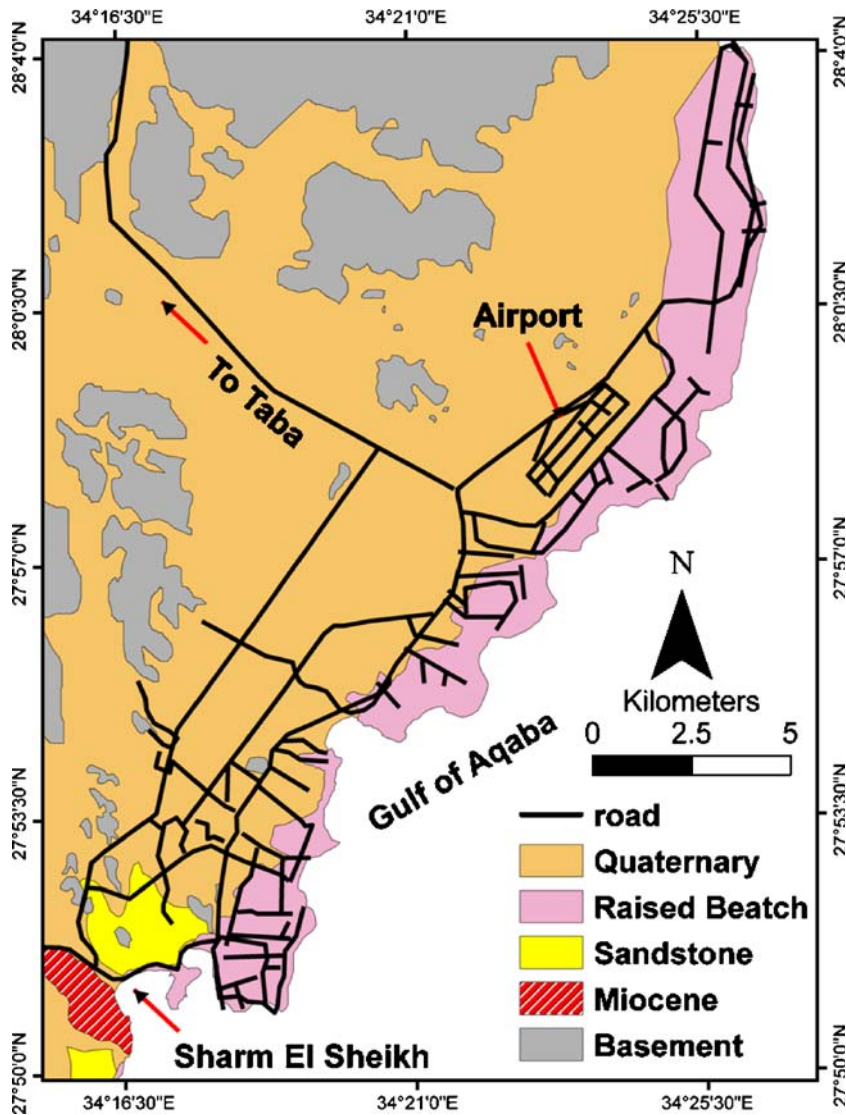 34°16'30"E 34°21'0"E 34°25'30"E
28°4'0"N 28°4'0"N
28°0'30"N 28°0'30"N
Airport
To Taba
27°57'0"N 27°57'0"N
N
Kilometers
0 2.5 5
Gulf of Aqaba
27°53'30"N 27°53'30"N
road
Quaternary
Raised Beatch
Sandstone
Miocene
Basement
Sharm El Sheikh
27°50'0"N 27°50'0"N
34°16'30"E 34°21'0"E 34°25'30"E